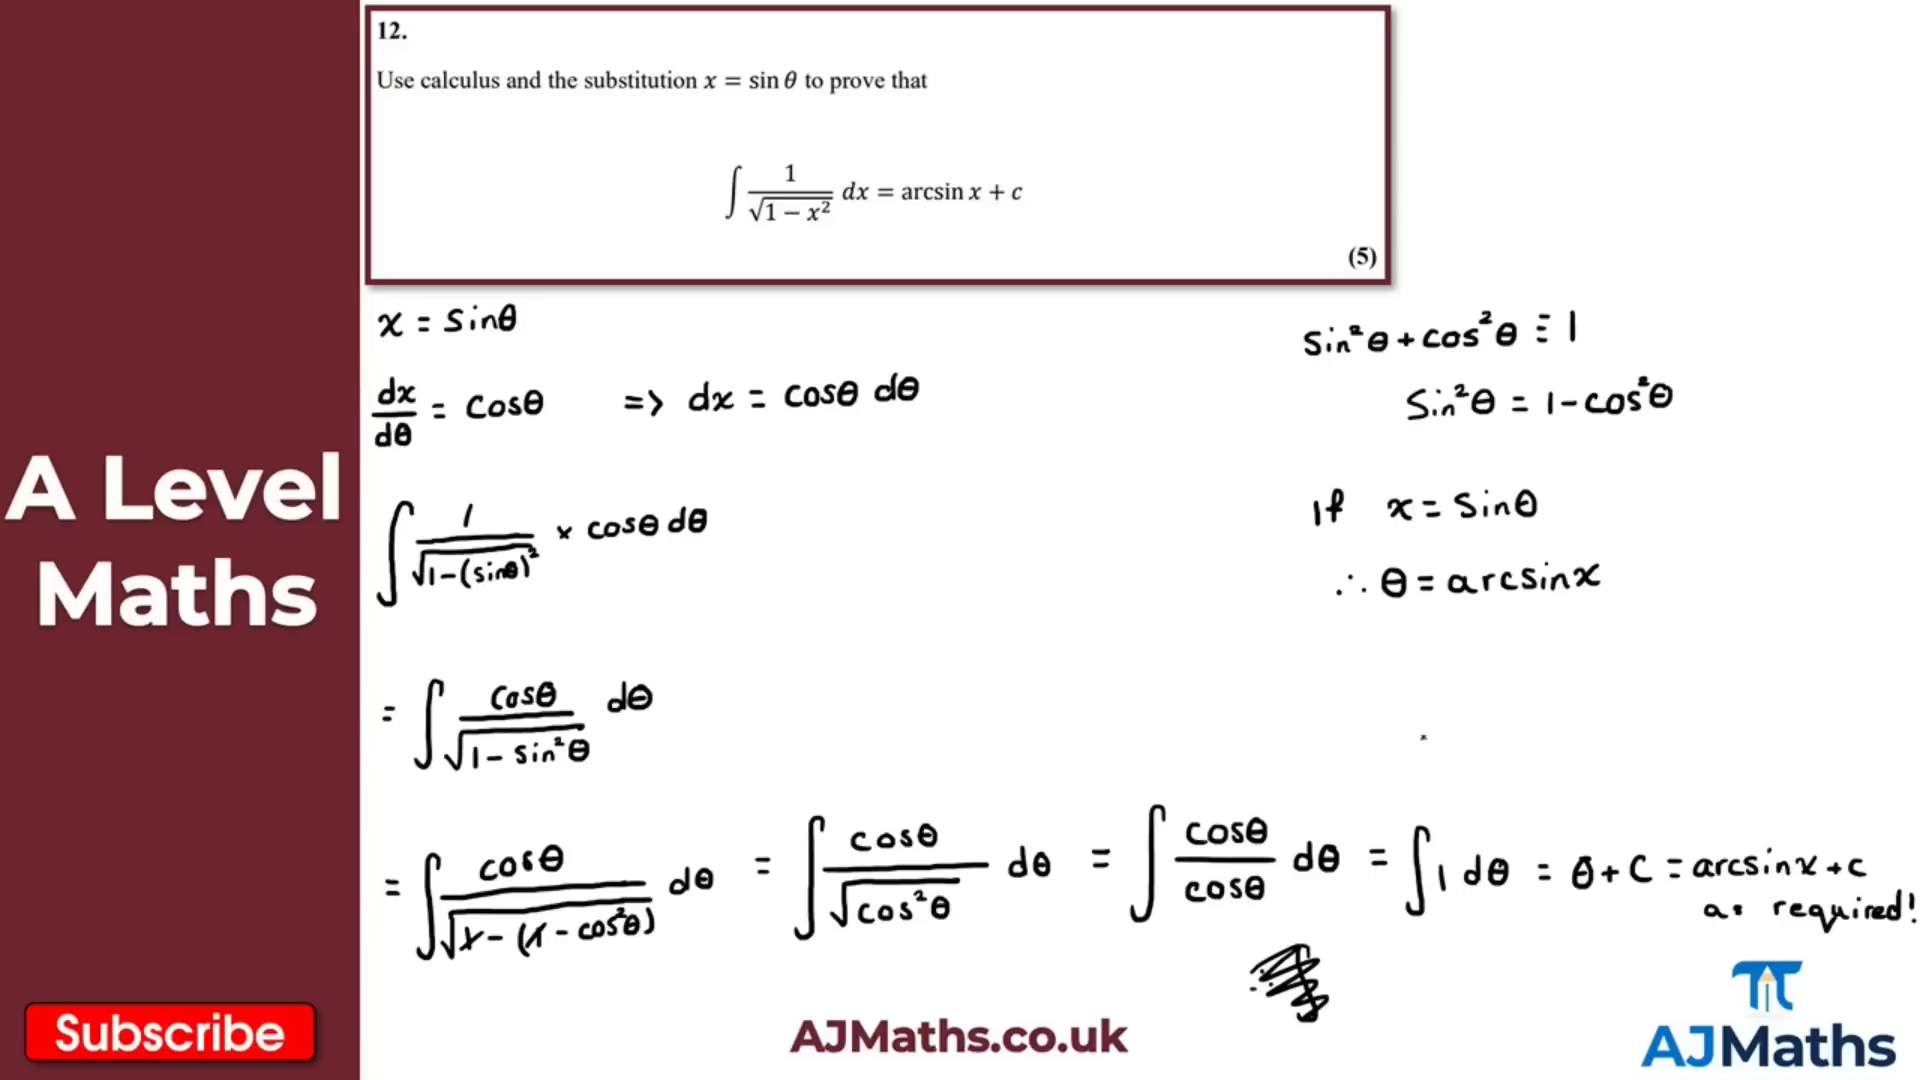 12.
Use calculus and the substitution x = sin θ to prove that
∫ 1/√(1 − x²) dx = arcsin x + c
(5)
x = sinθ
dx/dθ = cosθ => dx = cosθ dθ
∫ 1/√(1-(sinθ)²) × cosθ dθ
= ∫ cosθ/√(1 - sin²θ) dθ
= ∫ cosθ/√(1 - (1 - cos²θ)) dθ = ∫ cosθ/√(cos²θ) dθ = ∫ cosθ/cosθ dθ = ∫ 1 dθ = θ + C = arcsinx + c
as required!
sin²θ + cos²θ ≡ 1
Sin²θ = 1 - cos²θ
If x = Sinθ
∴ θ = arcsinx
A Level
Maths
Subscribe
AJMaths.co.uk
AJMaths